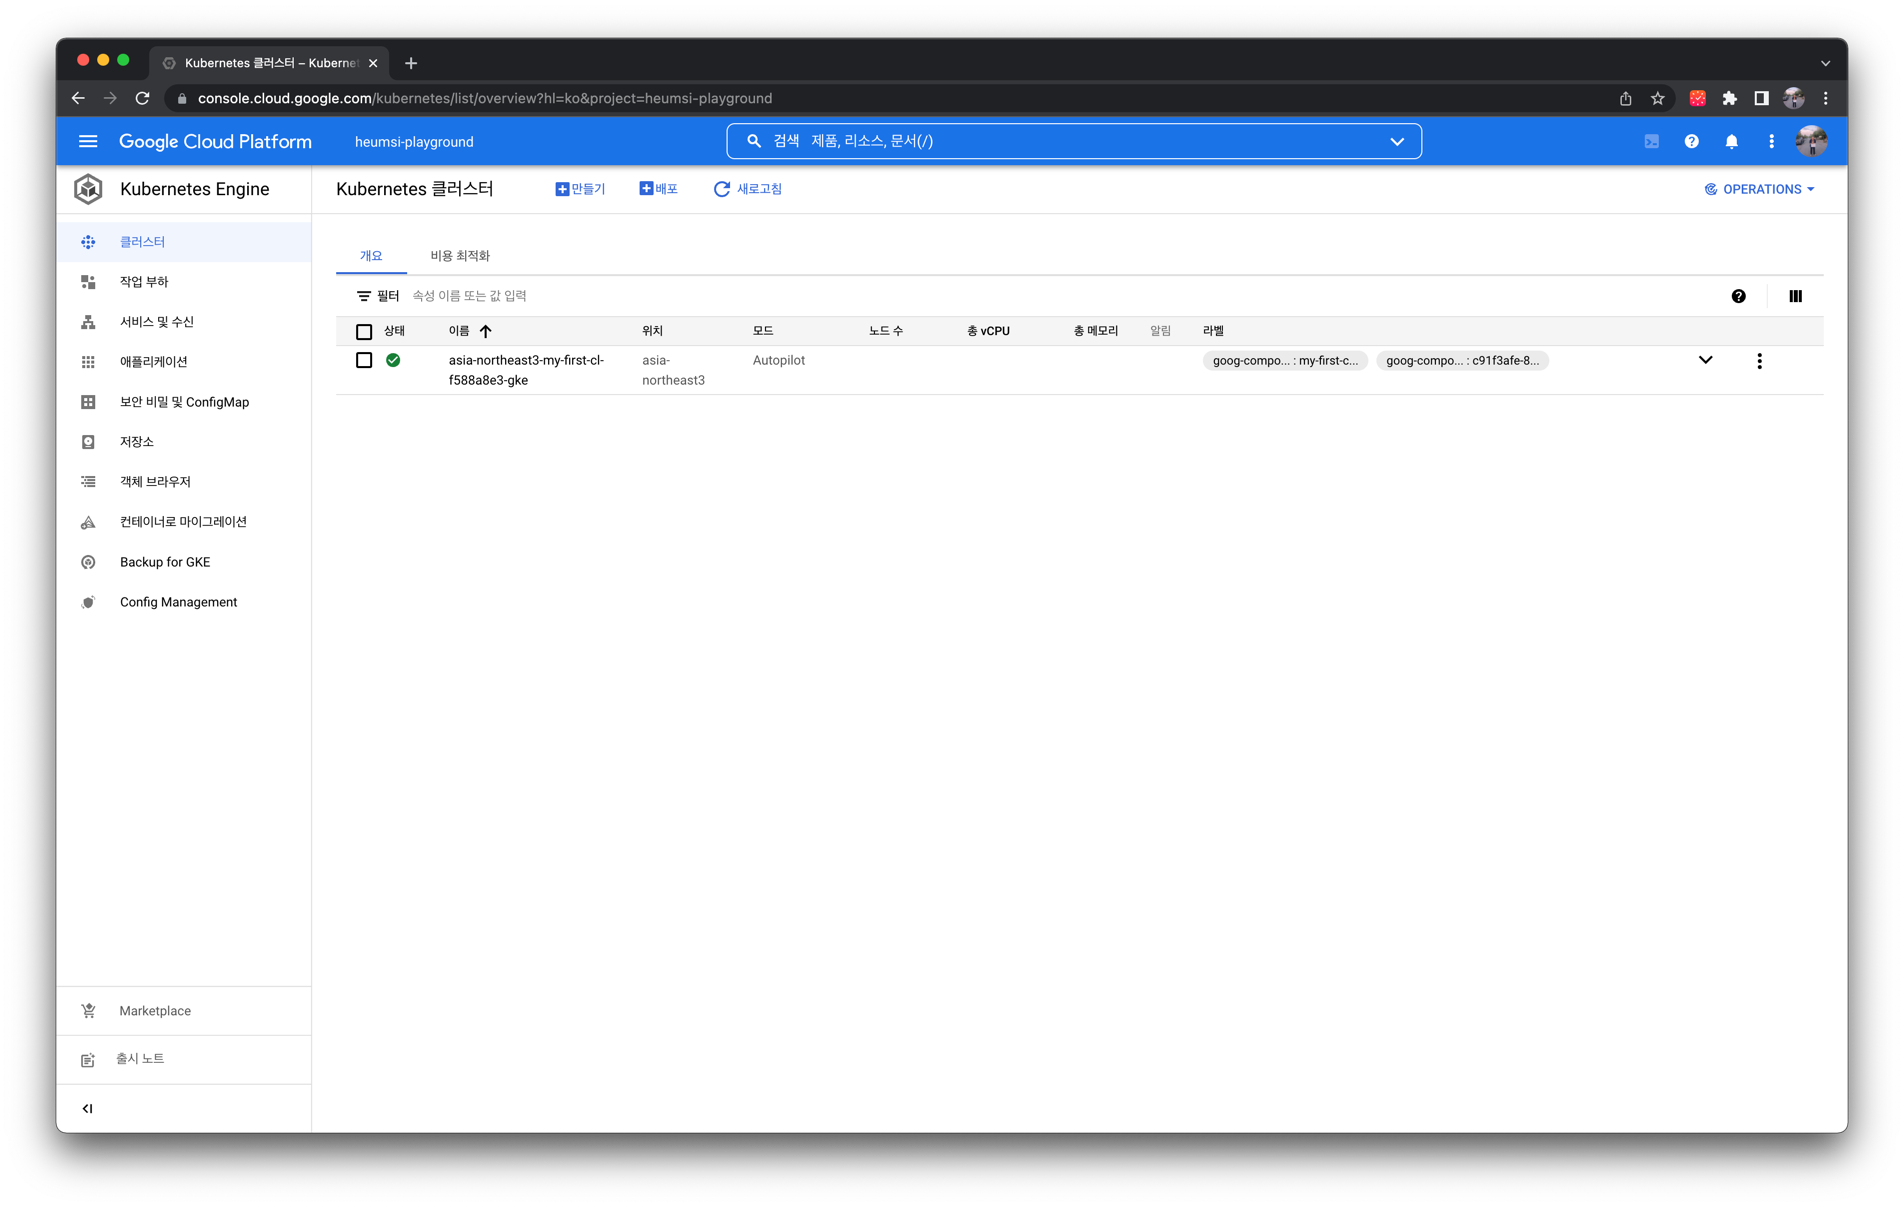 Kubernetes 클러스터 – Kubernet
console.cloud.google.com/kubernetes/list/overview?hl=ko&project=heumsi-playground
Google Cloud Platform
heumsi-playground
검색 제품, 리소스, 문서(/)
Kubernetes Engine
Kubernetes 클러스터
만들기
배포
새로고침
OPERATIONS
클러스터
작업 부하
서비스 및 수신
애플리케이션
보안 비밀 및 ConfigMap
저장소
객체 브라우저
컨테이너로 마이그레이션
Backup for GKE
Config Management
Marketplace
출시 노트
개요
비용 최적화
필터 속성 이름 또는 값 입력
상태 이름 위치 모드 노드 수 총 vCPU 총 메모리 알림 라벨
asia-northeast3-my-first-cl-
f588a8e3-gke
asia-
northeast3
Autopilot
goog-compo... : my-first-c...
goog-compo... : c91f3afe-8...